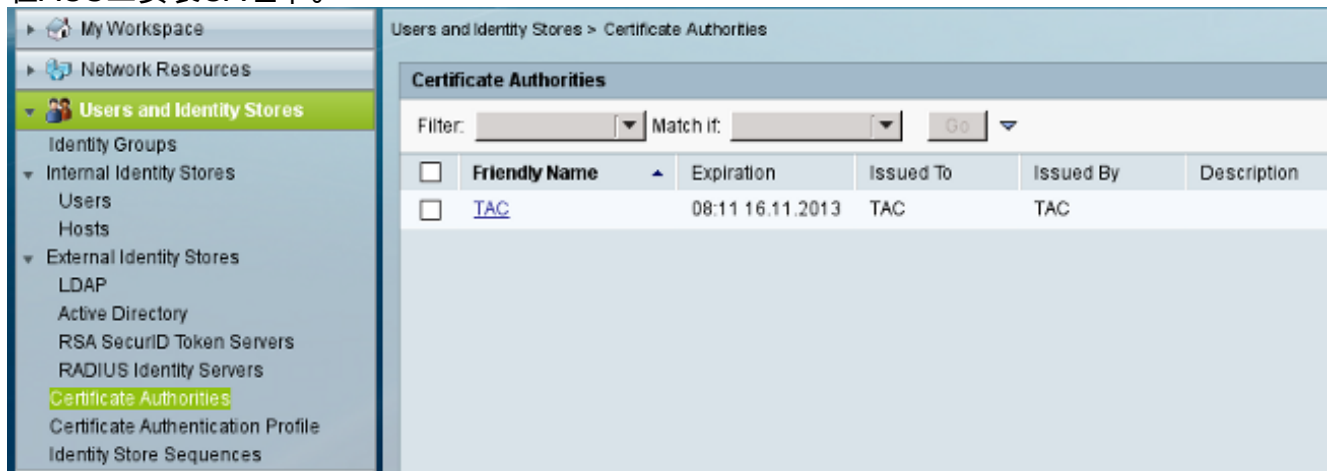 My Workspace
Network Resources
Users and Identity Stores
Identity Groups
Internal Identity Stores
Users
Hosts
External Identity Stores
LDAP
Active Directory
RSA SecurID Token Servers
RADIUS Identity Servers
Certificate Authorities
Certificate Authentication Profile
Identity Store Sequences
Users and Identity Stores > Certificate Authorities
Certificate Authorities
Filter: Match if: Go
Friendly Name Expiration Issued To Issued By Description
TAC 08:11 16.11.2013 TAC TAC